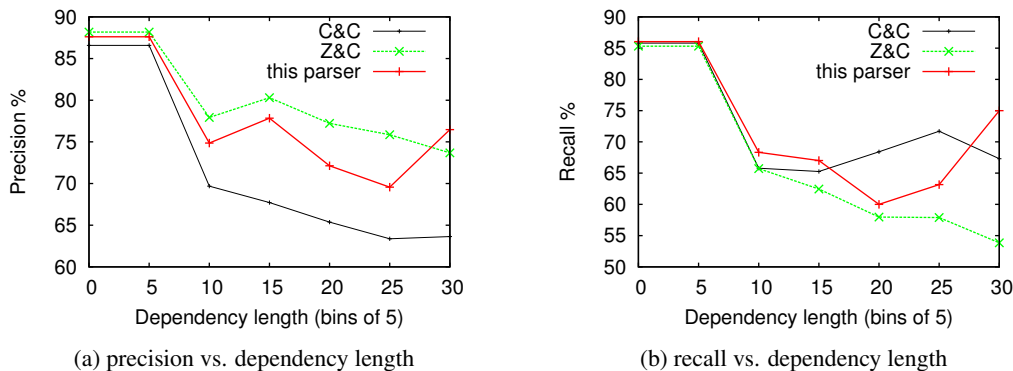 90
85
80
75
70
65
60
0 5 10 15 20 25 30
Precision %
Dependency length (bins of 5)
C&C
Z&C
this parser
(a) precision vs. dependency length
90
85
80
75
70
65
60
55
50
0 5 10 15 20 25 30
Recall %
Dependency length (bins of 5)
C&C
Z&C
this parser
(b) recall vs. dependency length